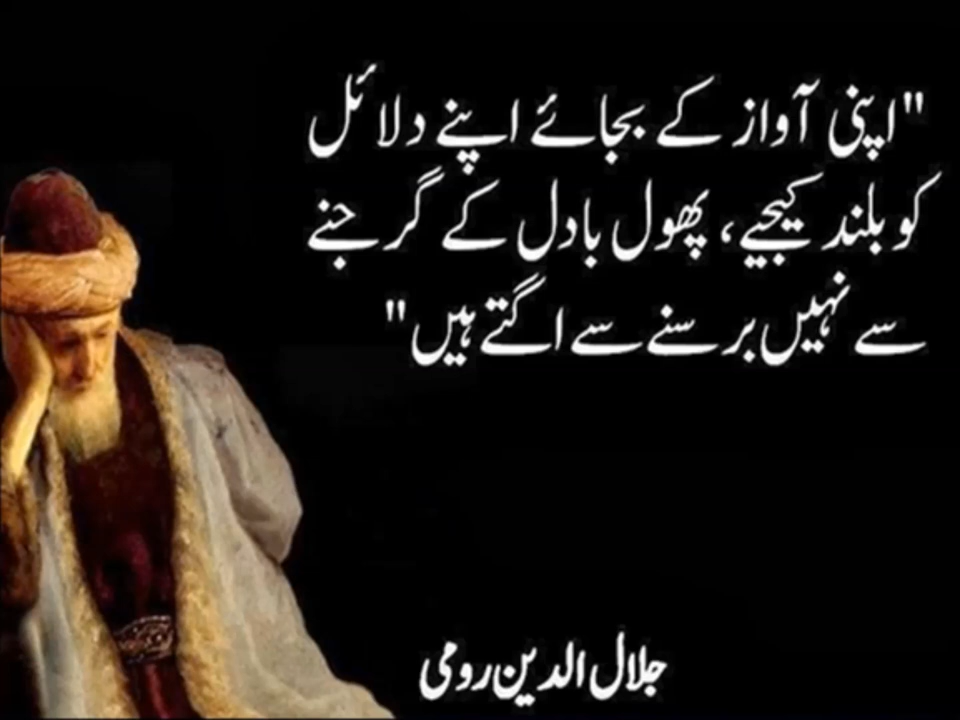 "اپنی آواز کے بجائے اپنے دلائل
کو بلند کیجیے، پھول بادل کے گرجنے
سے نہیں برسنے سے اگتے ہیں"
جلال الدین رومی